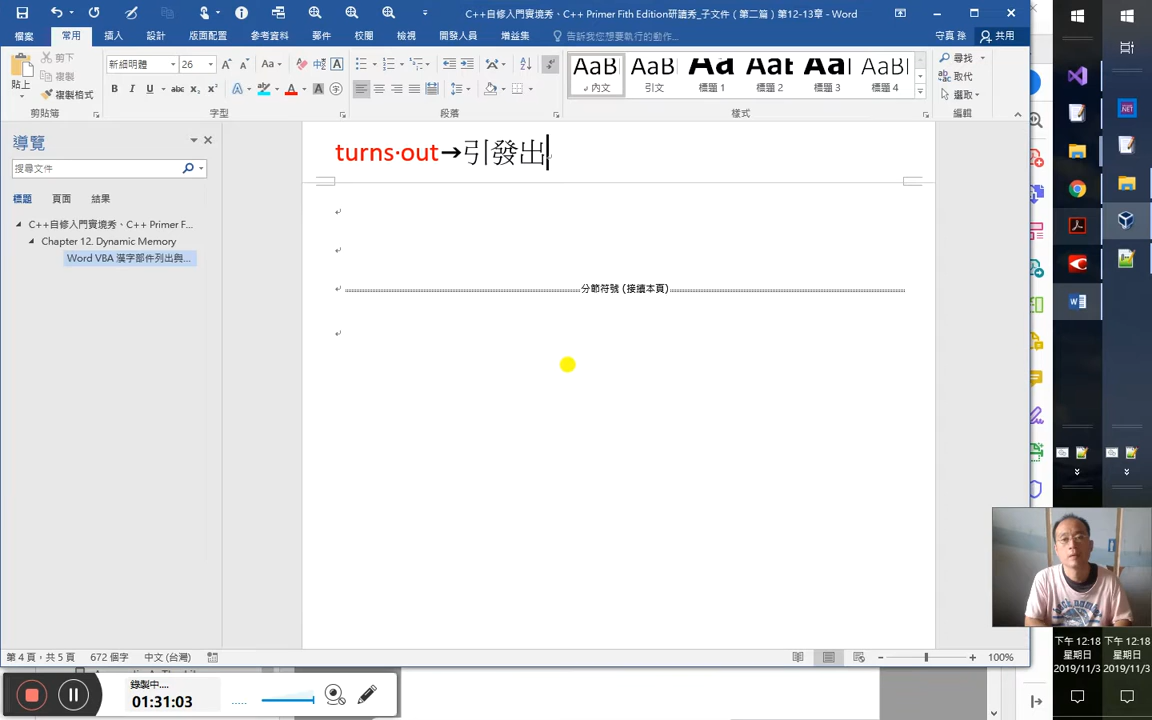 C++自修入門實境秀、C++ Primer Fith Edition研讀秀_子文件（第二篇）第12-13章 - Word
檔案 常用 插入 設計 版面配置 參考資料 郵件 校閱 檢視 開發人員 增益集 告訴我您想要執行的動作... 守真 孫 共用
貼上 剪下 複製 複製格式
新細明體 26
AaB AaBb AaB AaB AaB AaBb
內文 引文 標題 1 標題 2 標題 3 標題 4
尋找 取代 選取
剪貼簿 字型 段落 樣式 編輯
導覽
搜尋文件
標題 頁面 結果
C++自修入門實境秀、C++ Primer F...
Chapter 12. Dynamic Memory
Word VBA 漢字部件列出與...
turns·out→引發出
分節符號 (接續本頁)
第 4 頁，共 5 頁 672 個字 中文 (台灣) 100%
錄製中....
01:31:03
下午 12:18 下午 12:18
星期日 星期日
2019/11/3 2019/11/3